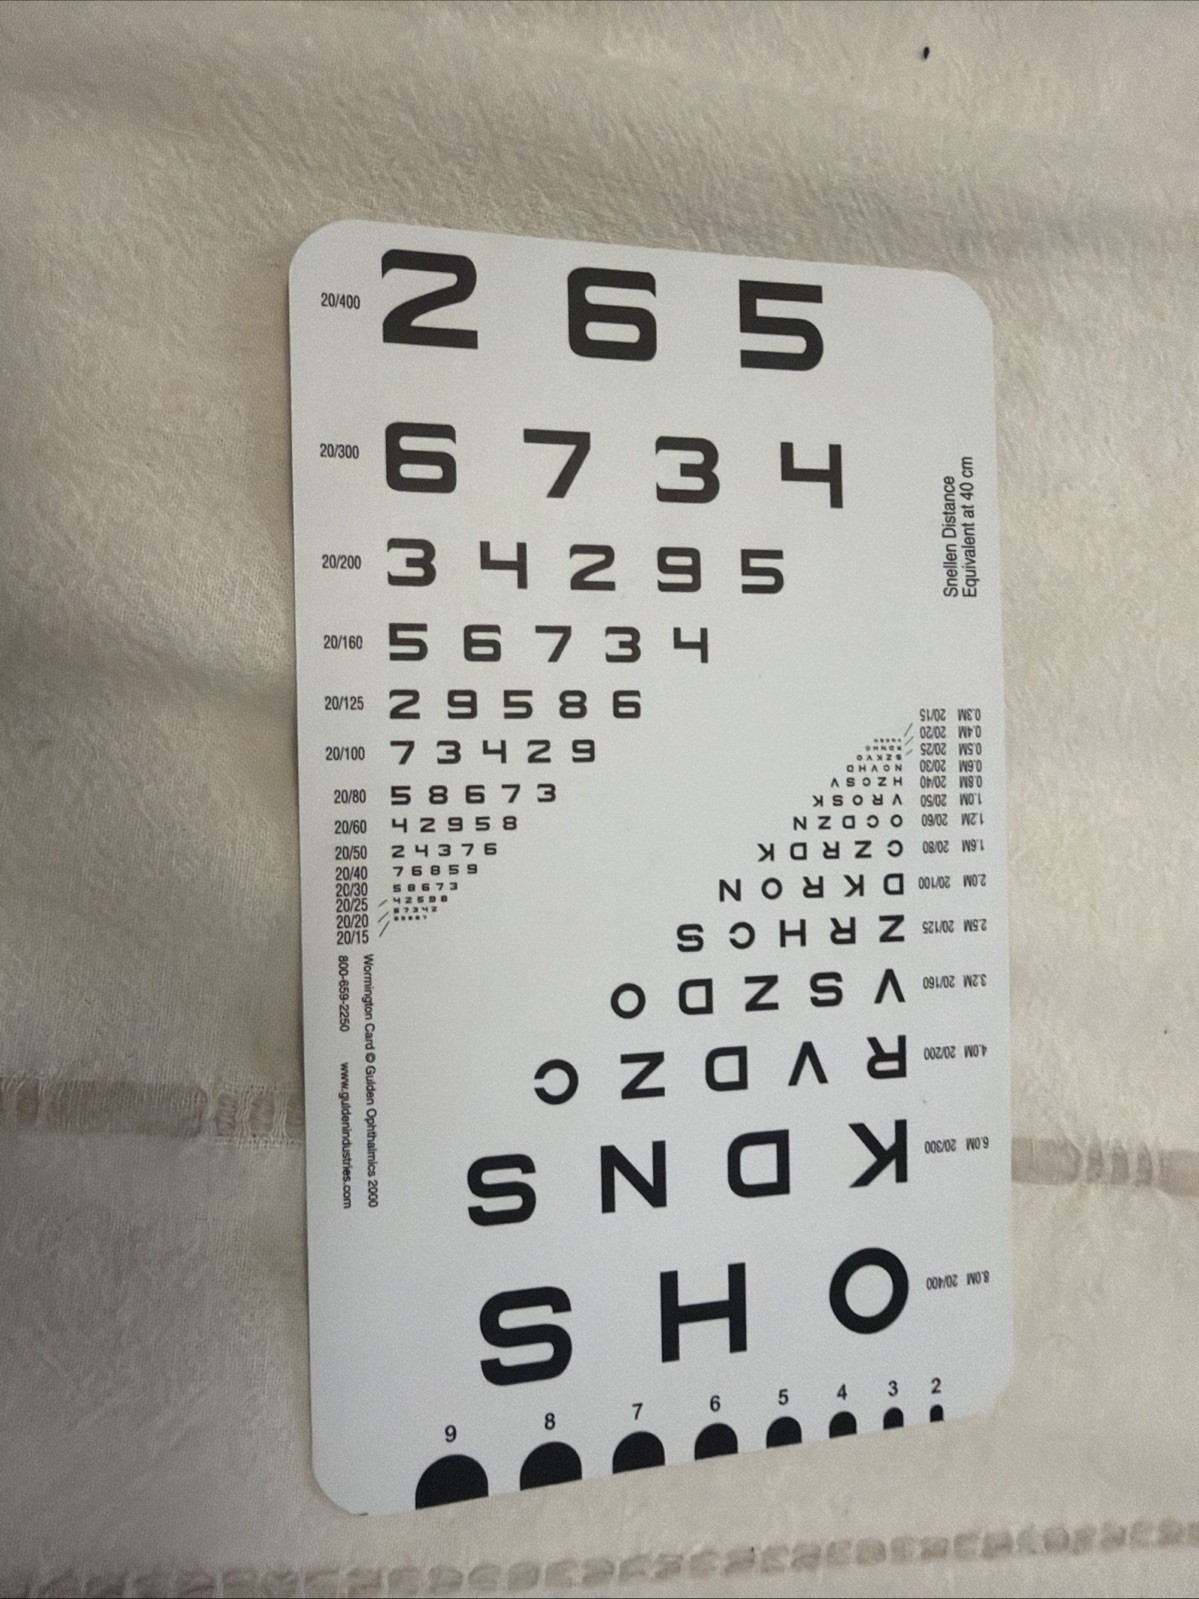 20/400 2 6 5
20/300 6 7 3 4
20/200 3 4 2 9 5
20/160 5 6 7 3 4
20/125 2 9 5 8 6
20/100 7 3 4 2 9
20/80 5 8 6 7 3
20/60 4 2 9 5 8
20/50 2 4 3 7 6
20/40 7 6 8 5 9
20/30 5 8 6 7 3
20/25
20/20
20/15
Snellen Distance
Equivalent at 40 cm
Wormington Card © Gulden Ophthalmics 2000
800-659-2250 www.guldenindustries.com
8.0M 20/400 O H S
6.0M 20/300 K D N S
4.0M 20/200 R V D Z C
3.2M 20/160 V S Z D O
2.5M 20/125 Z R H C S
2.0M 20/100 D K R O N
1.6M 20/80 C Z R D K
1.2M 20/60 O C D Z N
1.0M 20/50 V R O S K
0.8M 20/40 H Z C S V
0.6M 20/30 N C V H D
0.5M 20/25
0.4M 20/20
0.3M 20/15
9 8 7 6 5 4 3 2